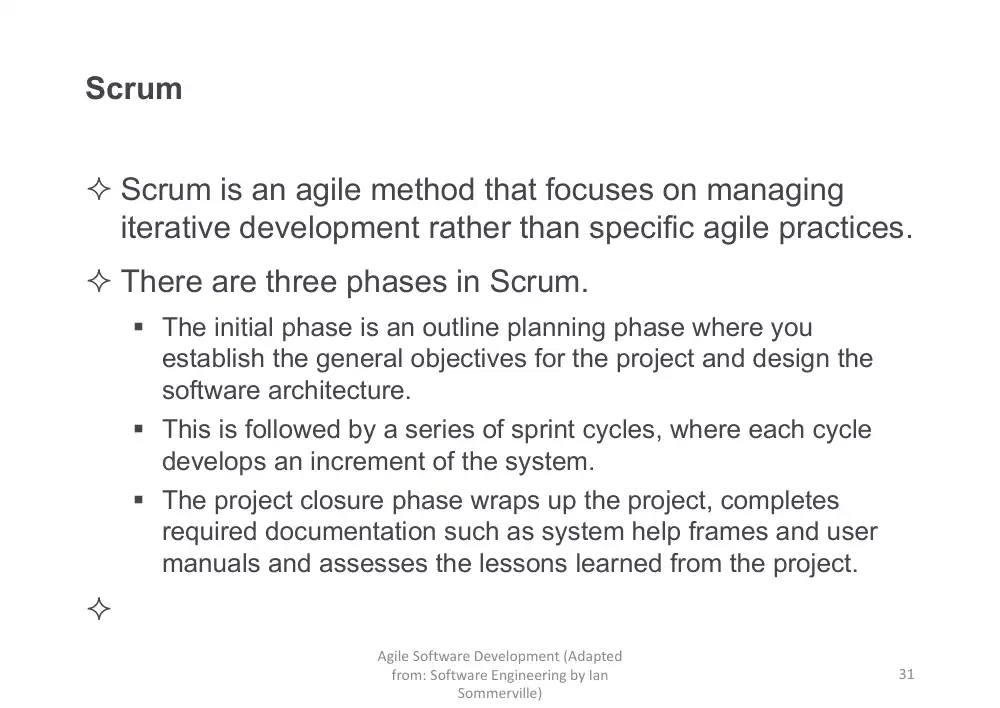 Scrum
✧ Scrum is an agile method that focuses on managing
iterative development rather than specific agile practices.
✧ There are three phases in Scrum.
▪ The initial phase is an outline planning phase where you
establish the general objectives for the project and design the
software architecture.
▪ This is followed by a series of sprint cycles, where each cycle
develops an increment of the system.
▪ The project closure phase wraps up the project, completes
required documentation such as system help frames and user
manuals and assesses the lessons learned from the project.
✧
Agile Software Development (Adapted
from: Software Engineering by Ian
Sommerville)
31